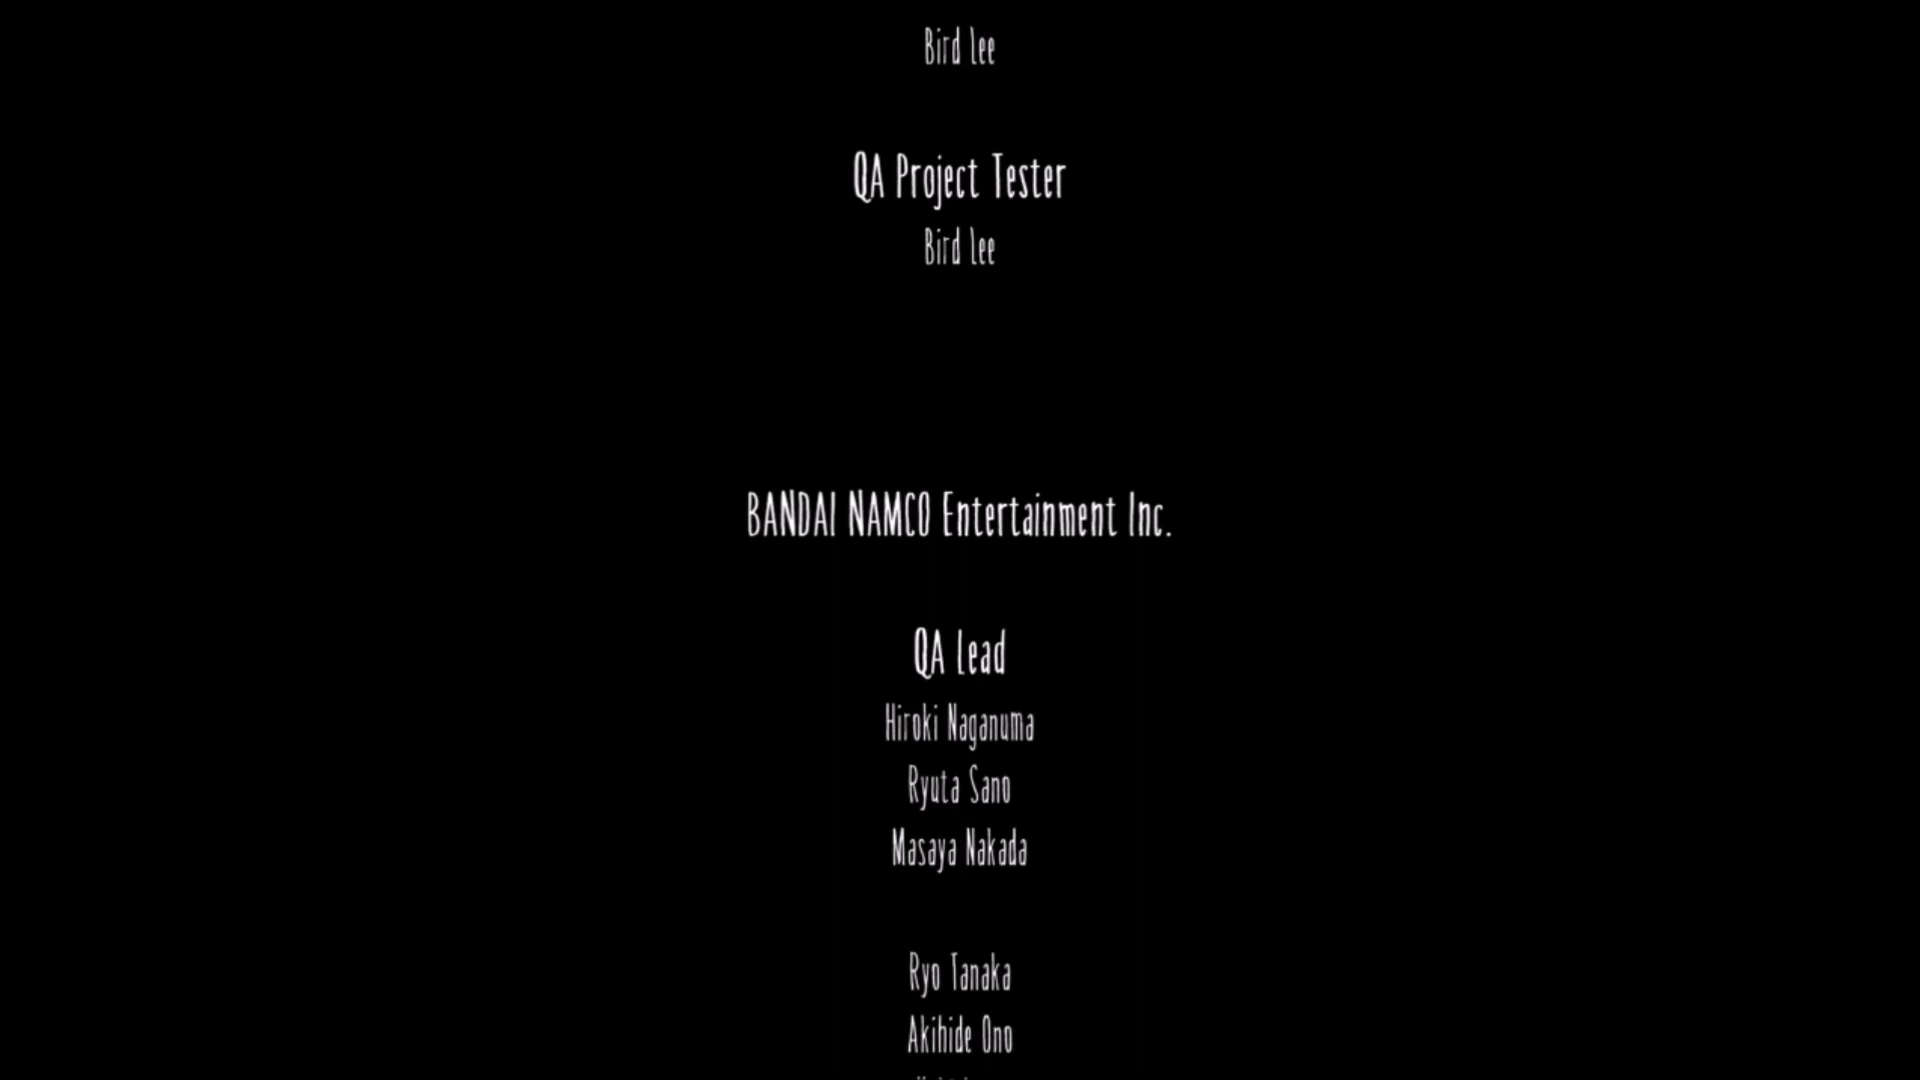 Bird Lee
QA Project Tester
Bird Lee
BANDAI NAMCO Entertainment Inc.
QA Lead
Hiroki Naganuma
Ryuta Sano
Masaya Nakada
Ryo Tanaka
Akihide Ono